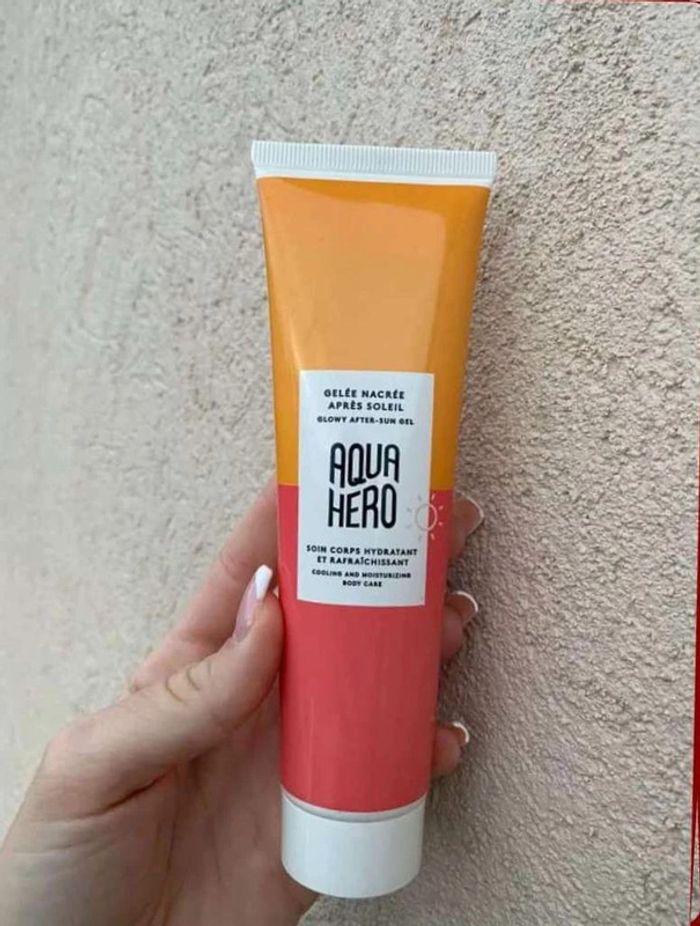 GELÉE NACRÉE
APRÈS SOLEIL
GLOWY AFTER-SUN GEL
AQUA
HERO
SOIN CORPS HYDRATANT
ET RAFRAÎCHISSANT
COOLING AND MOISTURIZING
BODY CARE